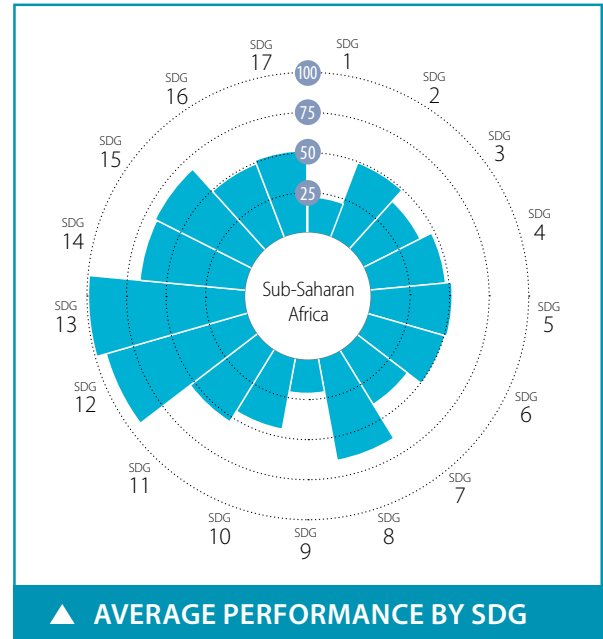 SDG
1
SDG
2
SDG
3
SDG
4
SDG
5
SDG
6
SDG
7
SDG
8
SDG
9
SDG
10
SDG
11
SDG
12
SDG
13
SDG
14
SDG
15
SDG
16
SDG
17
100
75
50
25
Sub-Saharan
Africa
▲ AVERAGE PERFORMANCE BY SDG